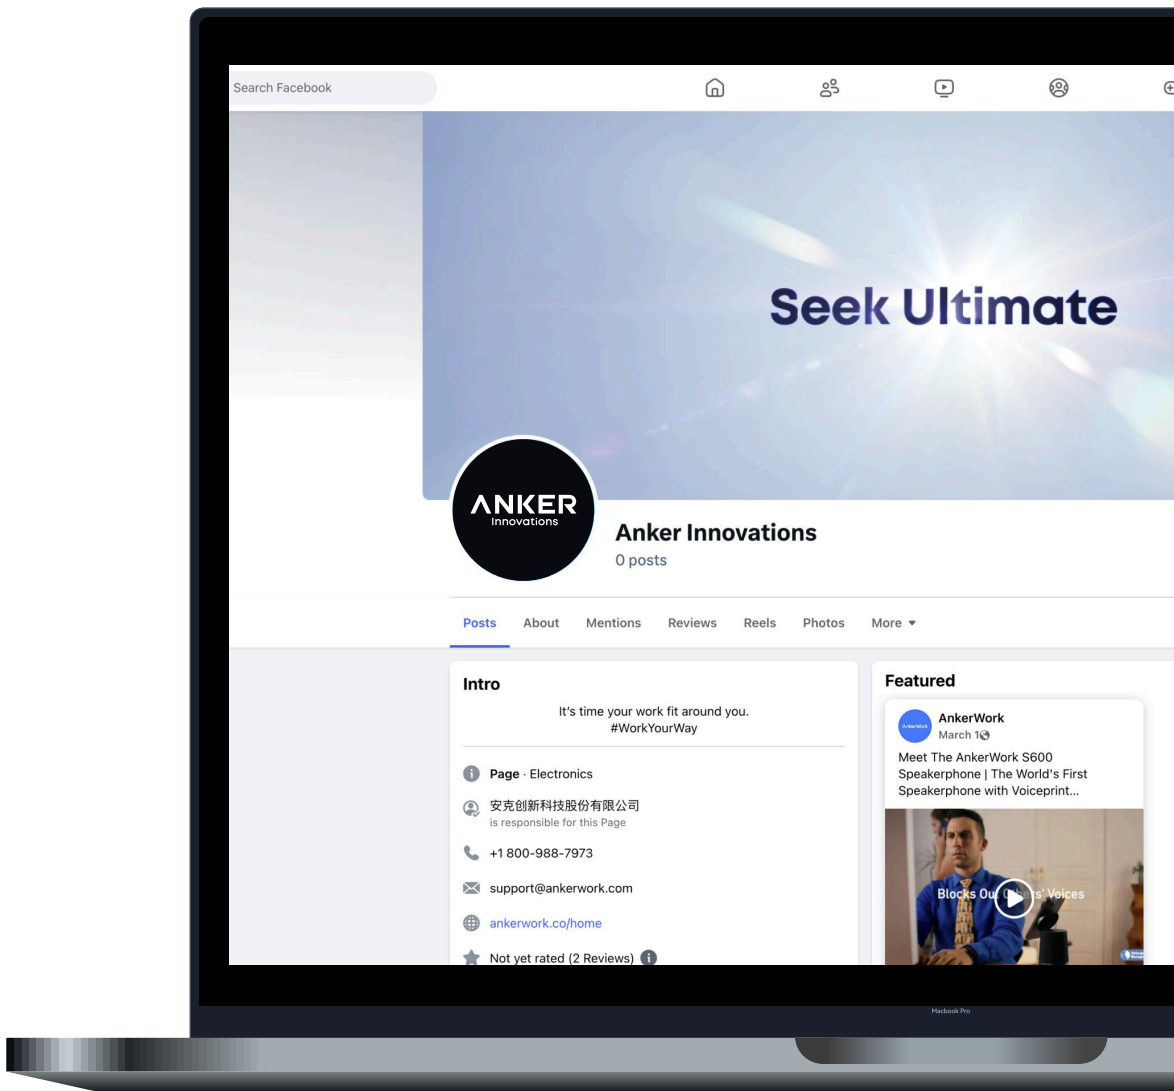 Search Facebook
Seek Ultimate
ANKER
Innovations
Anker Innovations
0 posts
Posts About Mentions Reviews Reels Photos More
Intro
It's time your work fit around you.
#WorkYourWay
Page · Electronics
安克创新科技股份有限公司
is responsible for this Page
+1 800-988-7973
support@ankerwork.com
ankerwork.co/home
Not yet rated (2 Reviews)
Featured
AnkerWork
AnkerWork
March 1
Meet The AnkerWork S600
Speakerphone | The World's First
Speakerphone with Voiceprint...
Blocks Out Others' Voices
Macbook Pro